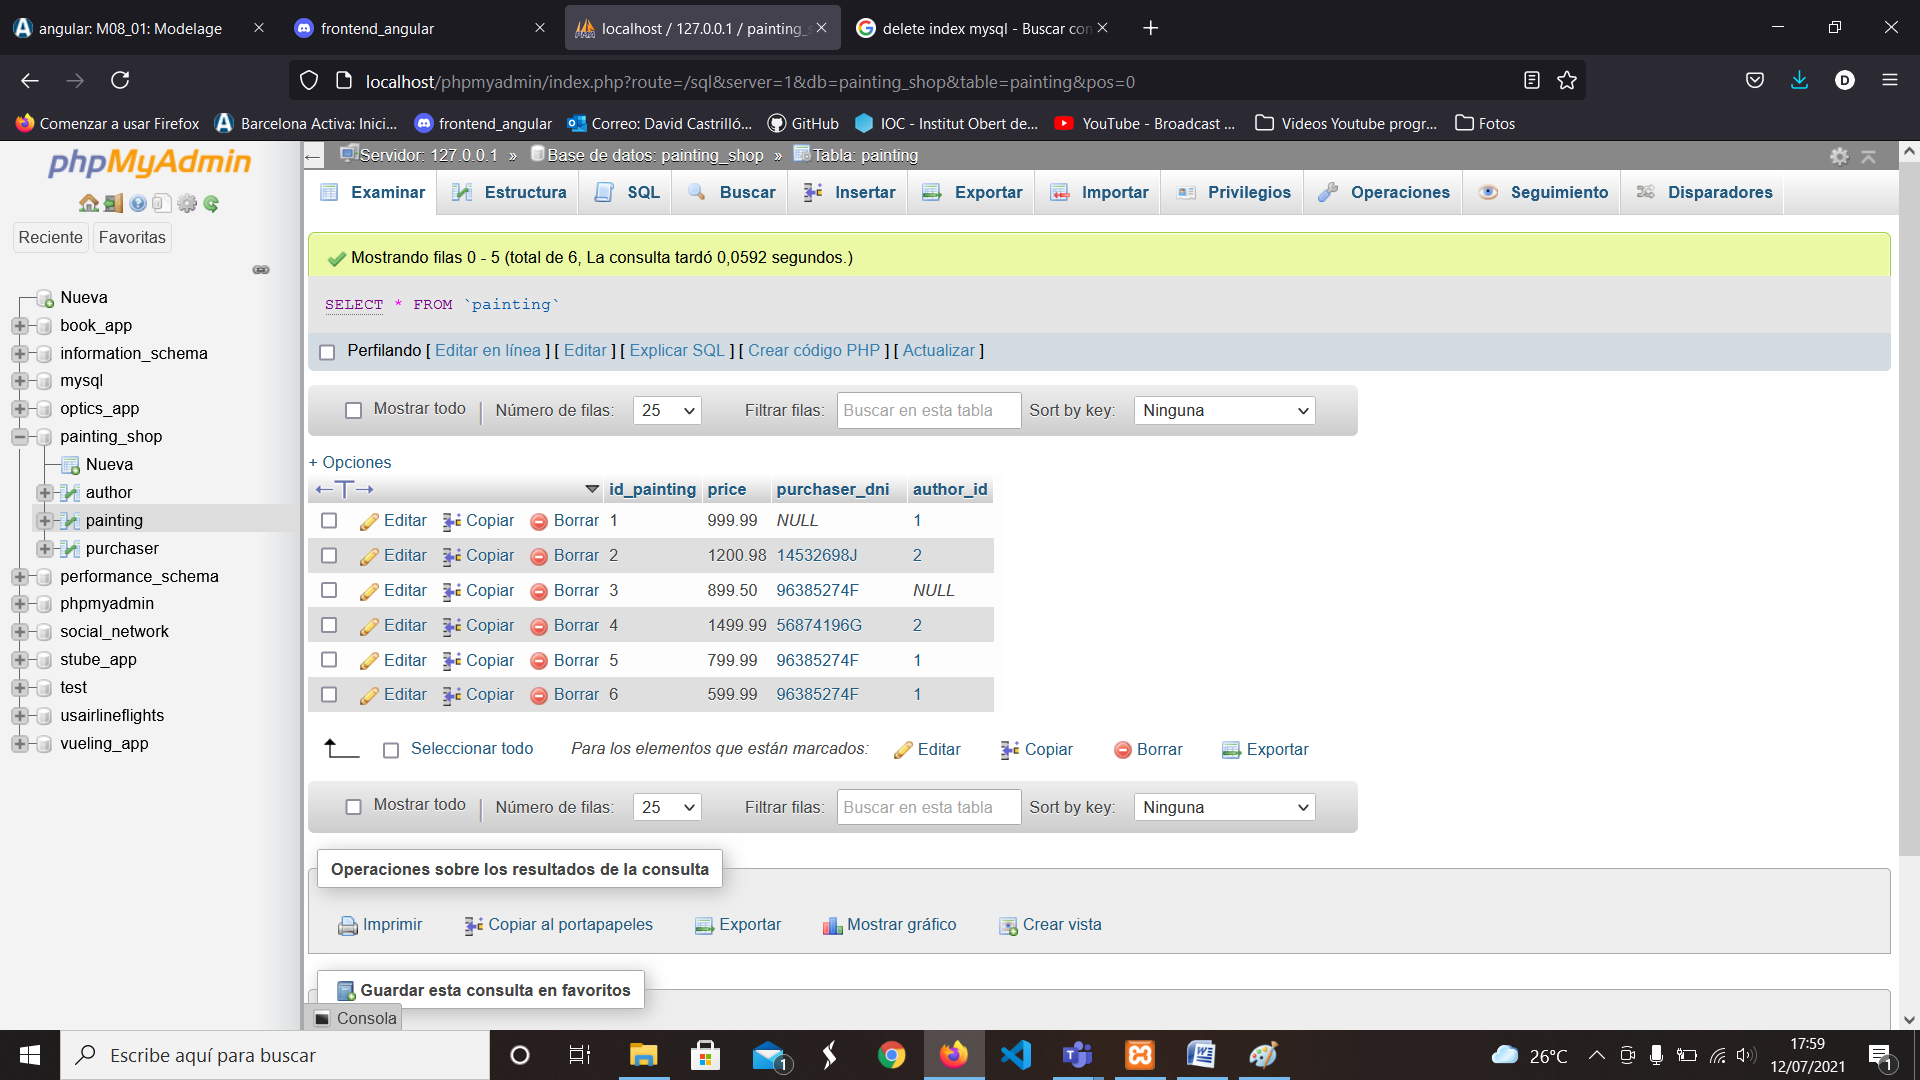 angular: M08_01: Modelage
frontend_angular
localhost / 127.0.0.1 / painting_s
delete index mysql - Buscar con
localhost/phpmyadmin/index.php?route=/sql&server=1&db=painting_shop&table=painting&pos=0
D
Comenzar a usar Firefox
Barcelona Activa: Inici...
frontend_angular
Correo: David Castrilló...
GitHub
IOC - Institut Obert de...
YouTube - Broadcast ...
Videos Youtube progr...
Fotos
phpMyAdmin
Reciente
Favoritas
Nueva
book_app
information_schema
mysql
optics_app
painting_shop
Nueva
author
painting
purchaser
performance_schema
phpmyadmin
social_network
stube_app
test
usairlineflights
vueling_app
Servidor: 127.0.0.1 » Base de datos: painting_shop » Tabla: painting
Examinar
Estructura
SQL
Buscar
Insertar
Exportar
Importar
Privilegios
Operaciones
Seguimiento
Disparadores
Mostrando filas 0 - 5 (total de 6, La consulta tardó 0,0592 segundos.)
SELECT * FROM `painting`
Perfilando [ Editar en línea ] [ Editar ] [ Explicar SQL ] [ Crear código PHP ] [ Actualizar ]
Mostrar todo | Número de filas: 25 Filtrar filas: Buscar en esta tabla Sort by key: Ninguna
+ Opciones
←T→ id_painting price purchaser_dni author_id
Editar Copiar Borrar 1 999.99 NULL 1
Editar Copiar Borrar 2 1200.98 14532698J 2
Editar Copiar Borrar 3 899.50 96385274F NULL
Editar Copiar Borrar 4 1499.99 56874196G 2
Editar Copiar Borrar 5 799.99 96385274F 1
Editar Copiar Borrar 6 599.99 96385274F 1
Seleccionar todo Para los elementos que están marcados: Editar Copiar Borrar Exportar
Mostrar todo | Número de filas: 25 Filtrar filas: Buscar en esta tabla Sort by key: Ninguna
Operaciones sobre los resultados de la consulta
Imprimir Copiar al portapapeles Exportar Mostrar gráfico Crear vista
Guardar esta consulta en favoritos
Consola
Escribe aquí para buscar
1
26°C
17:59
12/07/2021
1